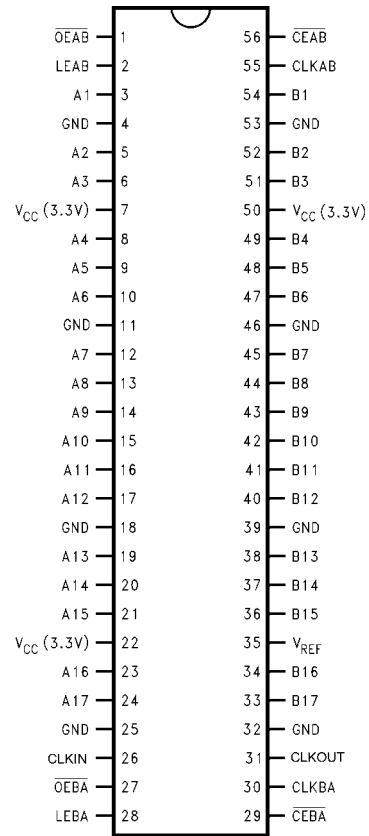 OEAB 1 56 CEAB
LEAB 2 55 CLKAB
A1 3 54 B1
GND 4 53 GND
A2 5 52 B2
A3 6 51 B3
VCC (3.3V) 7 50 VCC (3.3V)
A4 8 49 B4
A5 9 48 B5
A6 10 47 B6
GND 11 46 GND
A7 12 45 B7
A8 13 44 B8
A9 14 43 B9
A10 15 42 B10
A11 16 41 B11
A12 17 40 B12
GND 18 39 GND
A13 19 38 B13
A14 20 37 B14
A15 21 36 B15
VCC (3.3V) 22 35 VREF
A16 23 34 B16
A17 24 33 B17
GND 25 32 GND
CLKIN 26 31 CLKOUT
OEBA 27 30 CLKBA
LEBA 28 29 CEBA